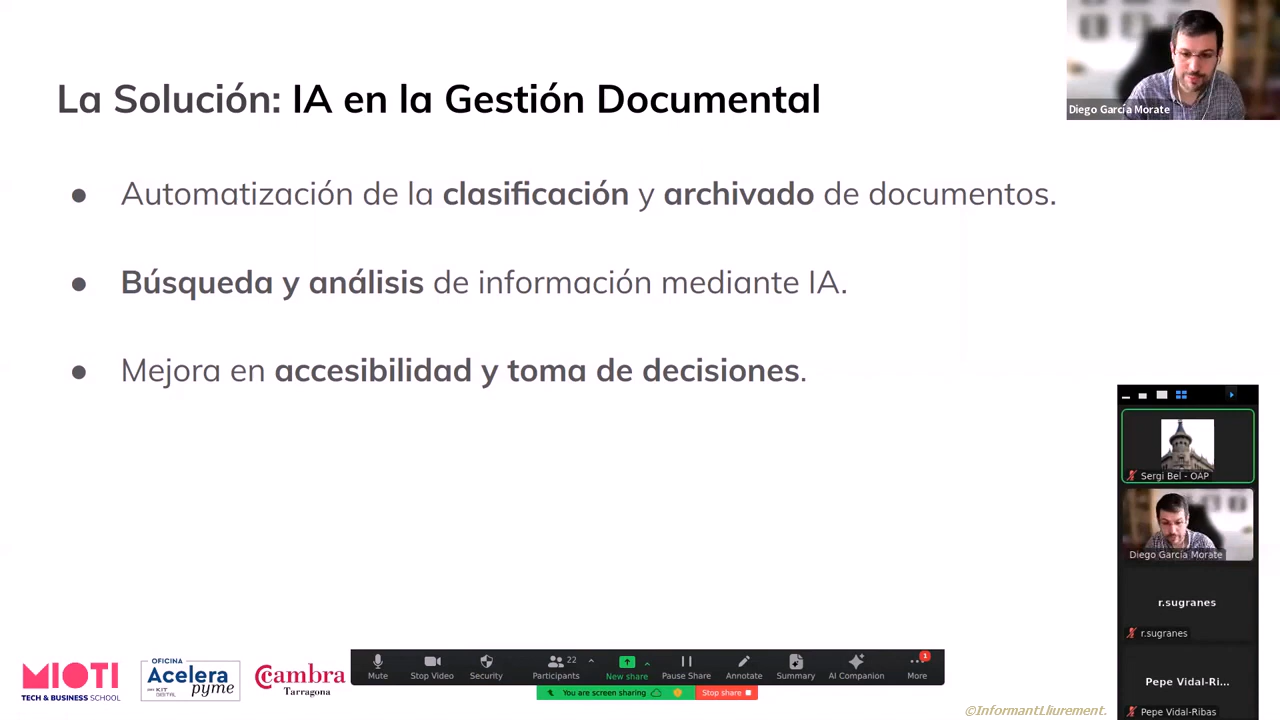 La Solución: IA en la Gestión Documental
Diego García Morate
● Automatización de la clasificación y archivado de documentos.
● Búsqueda y análisis de información mediante IA.
● Mejora en accesibilidad y toma de decisiones.
Sergi Bel - OAP
Diego García Morate
r.sugranes
r.sugranes
Pepe Vidal-Ri...
Pepe Vidal-Ribas
MIOTI
TECH & BUSINESS SCHOOL
OFICINA
Acelera
pyme
KIT
DIGITAL
Cambra
Tarragona
Mute
Stop Video
Security
22
Participants
New share
Pause Share
Annotate
Summary
AI Companion
1
More
You are screen sharing
Stop share
©InformantLliurement.